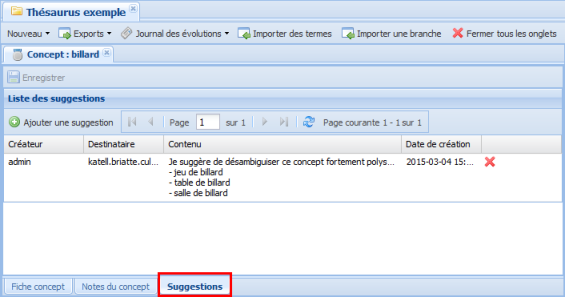 Thésaurus exemple
Nouveau Exports Journal des évolutions Importer des termes Importer une branche Fermer tous les onglets
Concept : billard
Enregistrer
Liste des suggestions
Ajouter une suggestion Page 1 sur 1 Page courante 1 - 1 sur 1
Créateur Destinataire Contenu Date de création
admin katell.briatte.cul... Je suggère de désambiguiser ce concept fortement polys... 2015-03-04 15:...
- jeu de billard
- table de billard
- salle de billard
Fiche concept Notes du concept Suggestions